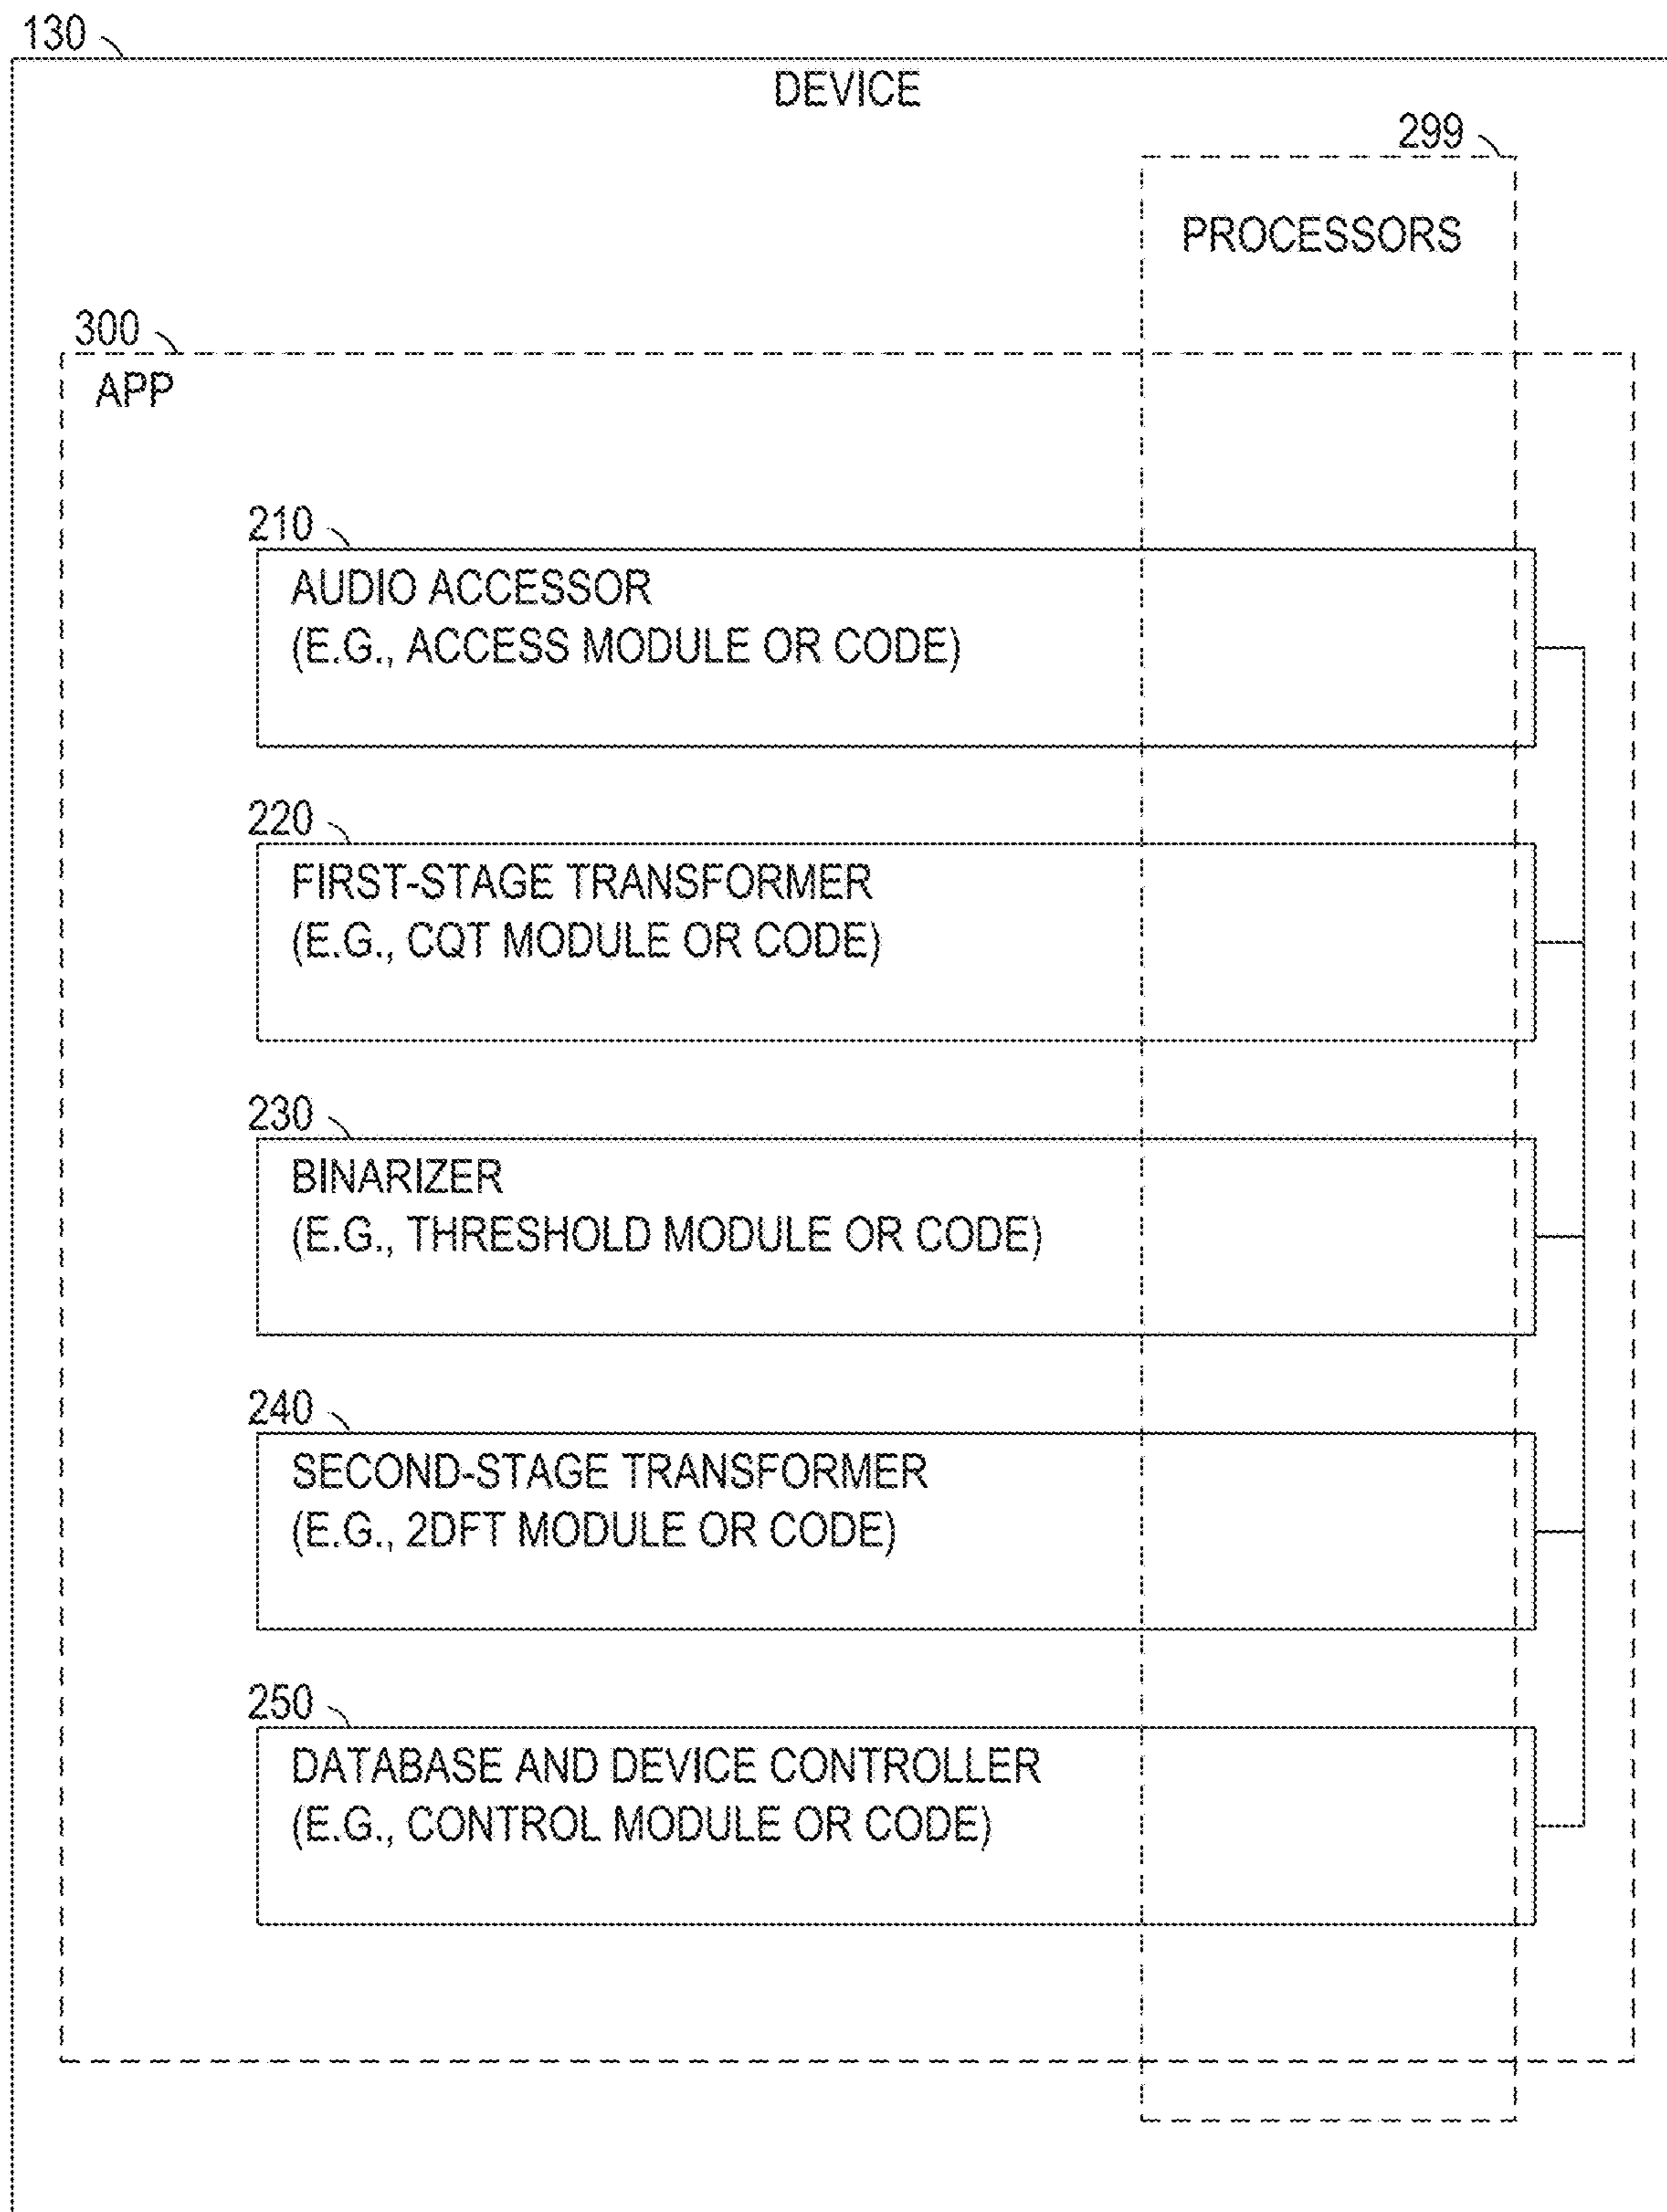 130
DEVICE
299
PROCESSORS
300
APP
210
AUDIO ACCESSOR
(E.G., ACCESS MODULE OR CODE)
220
FIRST-STAGE TRANSFORMER
(E.G., CQT MODULE OR CODE)
230
BINARIZER
(E.G., THRESHOLD MODULE OR CODE)
240
SECOND-STAGE TRANSFORMER
(E.G., 2DFT MODULE OR CODE)
250
DATABASE AND DEVICE CONTROLLER
(E.G., CONTROL MODULE OR CODE)